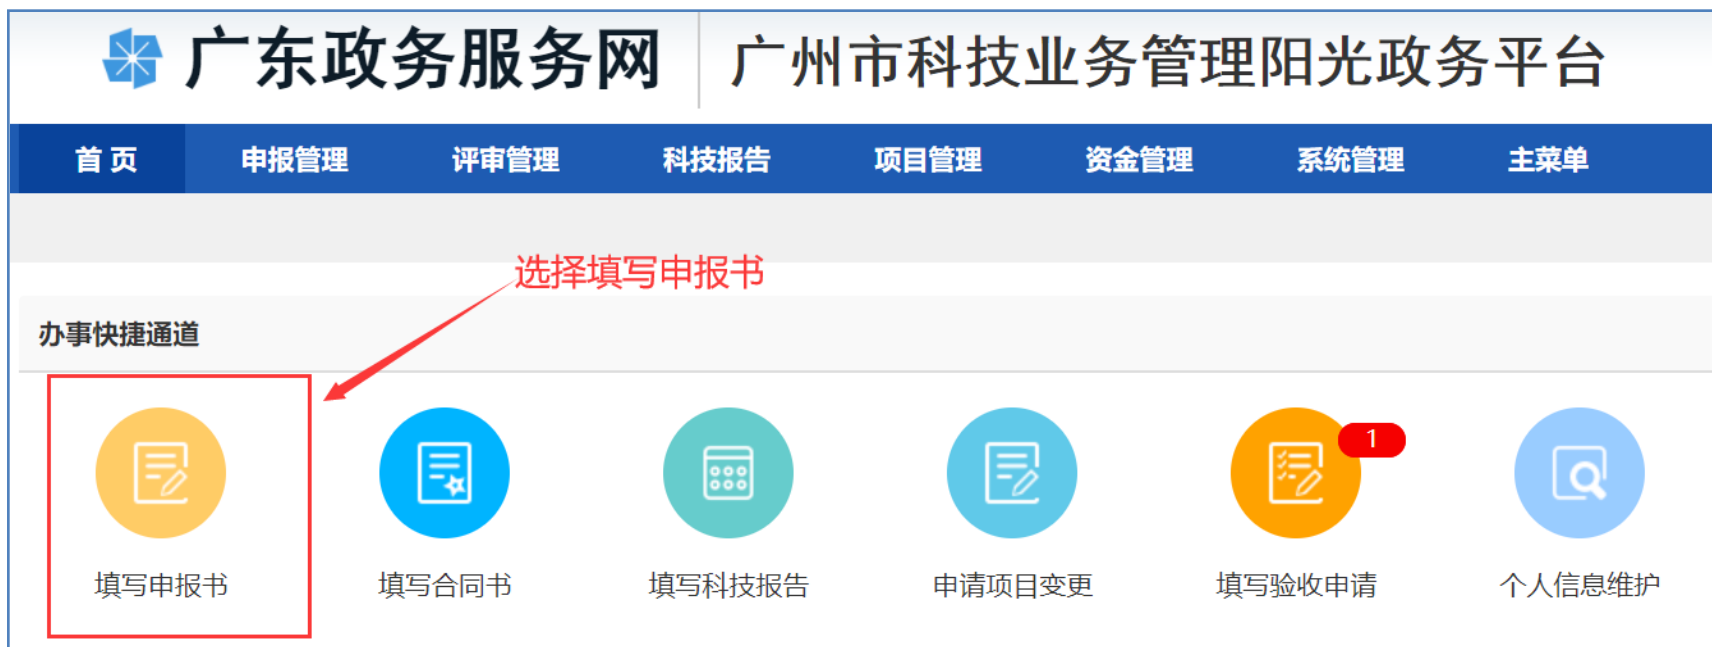 广东政务服务网
广州市科技业务管理阳光政务平台
首 页 申报管理 评审管理 科技报告 项目管理 资金管理 系统管理 主菜单
选择填写申报书
办事快捷通道
1
填写申报书 填写合同书 填写科技报告 申请项目变更 填写验收申请 个人信息维护